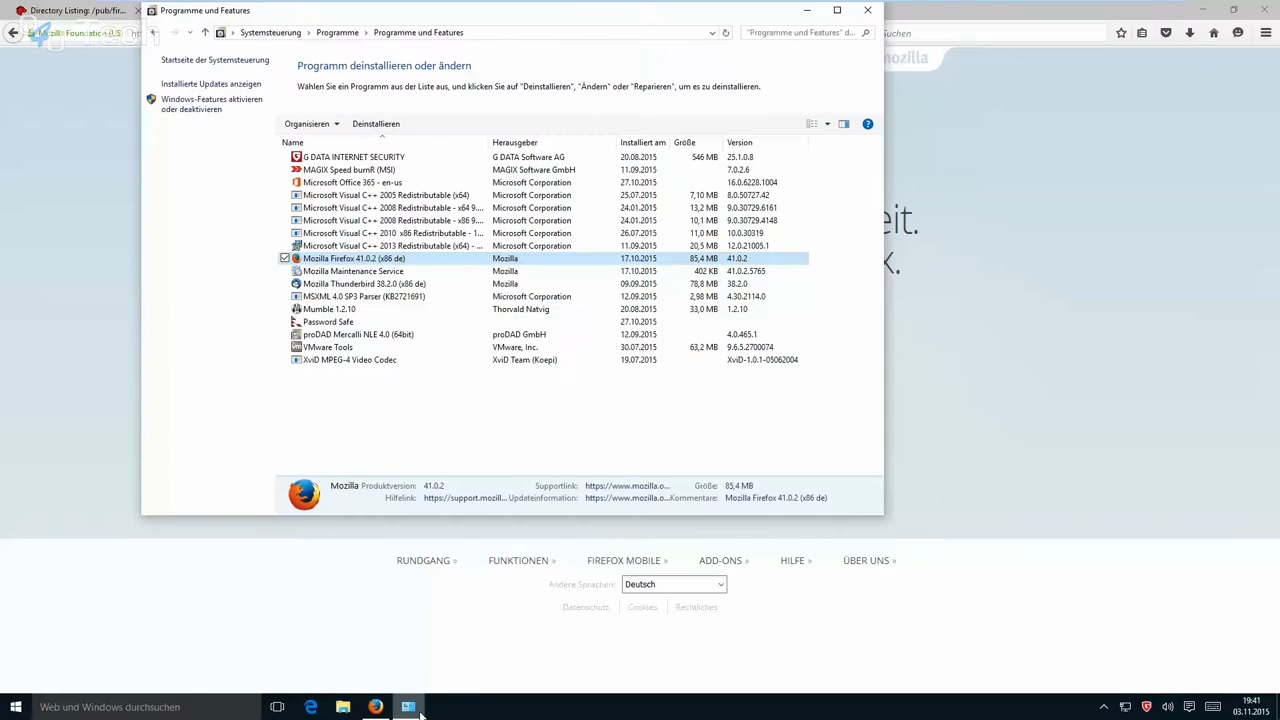 Directory Listing: /pub/fir...
Programme und Features
Mozilla Foundation (US)
Systemsteuerung
Programme
Programme und Features
"Programme und Features" d...
Suchen
Startseite der Systemsteuerung
Installierte Updates anzeigen
Windows-Features aktivieren
oder deaktivieren
Programm deinstallieren oder ändern
Wählen Sie ein Programm aus der Liste aus, und klicken Sie auf "Deinstallieren", "Ändern" oder "Reparieren", um es zu deinstallieren.
mozilla
Organisieren Deinstallieren
Name Herausgeber Installiert am Größe Version
G DATA INTERNET SECURITY G DATA Software AG 20.08.2015 546 MB 25.1.0.8
MAGIX Speed burnR (MSI) MAGIX Software GmbH 11.09.2015 7.0.2.6
Microsoft Office 365 - en-us Microsoft Corporation 27.10.2015 16.0.6228.1004
Microsoft Visual C++ 2005 Redistributable (x64) Microsoft Corporation 25.07.2015 7,10 MB 8.0.50727.42
Microsoft Visual C++ 2008 Redistributable - x64 9.... Microsoft Corporation 24.01.2015 13,2 MB 9.0.30729.6161
Microsoft Visual C++ 2008 Redistributable - x86 9.... Microsoft Corporation 24.01.2015 10,1 MB 9.0.30729.4148
Microsoft Visual C++ 2010 x86 Redistributable - 1... Microsoft Corporation 26.07.2015 11,0 MB 10.0.30319
Microsoft Visual C++ 2013 Redistributable (x64) - ... Microsoft Corporation 11.09.2015 20,5 MB 12.0.21005.1
Mozilla Firefox 41.0.2 (x86 de) Mozilla 17.10.2015 85,4 MB 41.0.2
Mozilla Maintenance Service Mozilla 17.10.2015 402 KB 41.0.2.5765
Mozilla Thunderbird 38.2.0 (x86 de) Mozilla 09.09.2015 78,8 MB 38.2.0
MSXML 4.0 SP3 Parser (KB2721691) Microsoft Corporation 12.09.2015 2,98 MB 4.30.2114.0
Mumble 1.2.10 Thorvald Natvig 20.08.2015 33,0 MB 1.2.10
Password Safe 27.10.2015
proDAD Mercalli NLE 4.0 (64bit) proDAD GmbH 12.09.2015 4.0.465.1
VMware Tools VMware, Inc. 30.07.2015 63,2 MB 9.6.5.2700074
XviD MPEG-4 Video Codec XviD Team (Koepi) 19.07.2015 XviD-1.0.1-05062004
eit.
x.
Mozilla Produktversion: 41.0.2 Supportlink: https://www.mozilla.o... Größe: 85,4 MB
Hilfelink: https://support.mozill... Updateinformation: https://www.mozilla.o... Kommentare: Mozilla Firefox 41.0.2 (x86 de)
RUNDGANG » FUNKTIONEN » FIREFOX MOBILE » ADD-ONS » HILFE » ÜBER UNS »
Andere Sprachen: Deutsch
Datenschutz Cookies Rechtliches
Web und Windows durchsuchen
19:41
03.11.2015